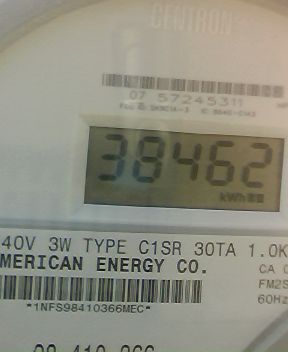 CENTRON
07 57245311
38462
kWh
40V 3W TYPE C1SR 30TA 1.0K
MERICAN ENERGY CO.
CA 0
FM2S
60Hz
*1NFS98410366MEC*